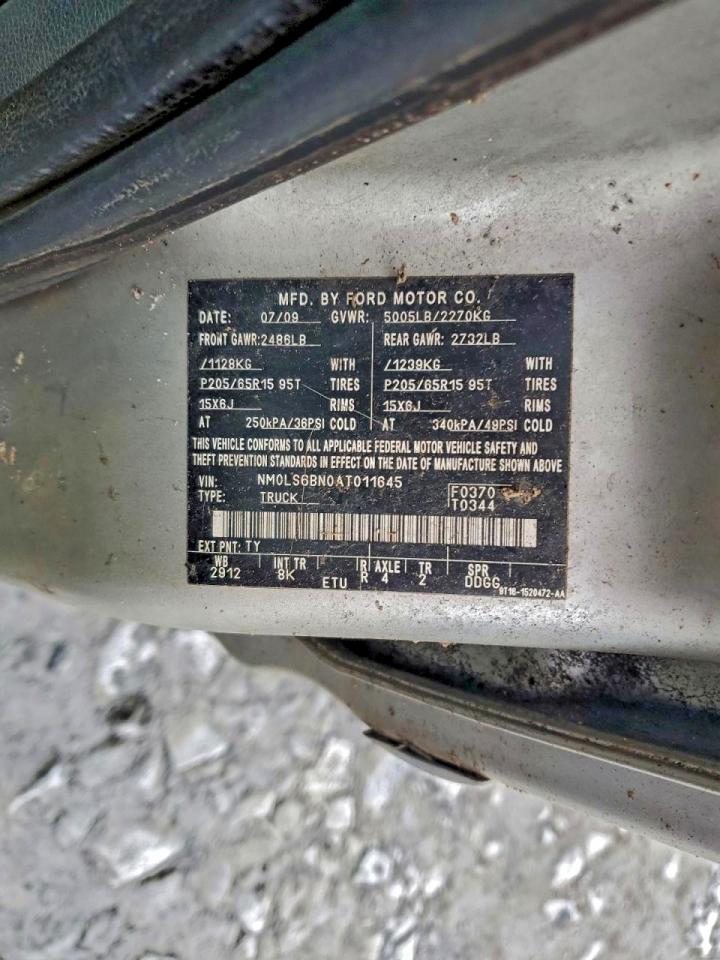 MFD. BY FORD MOTOR CO.
DATE: 07/09 GVWR: 5005LB/2270KG
FRONT GAWR:2486LB REAR GAWR: 2732LB
/1128KG WITH /1239KG WITH
P205/65R15 95T TIRES P205/65R15 95T TIRES
15X6J RIMS 15X6J RIMS
AT 250kPA/36PSI COLD AT 340kPA/49PSI COLD
THIS VEHICLE CONFORMS TO ALL APPLICABLE FEDERAL MOTOR VEHICLE SAFETY AND
THEFT PREVENTION STANDARDS IN EFFECT ON THE DATE OF MANUFACTURE SHOWN ABOVE
VIN: NM0LS6BN0AT011645 F0370
TYPE: TRUCK T0344
EXT PNT: TY
WB INT TR R AXLE TR SPR
2912 8K ETU R 4 2 DDGG
9T16-1520472-AA